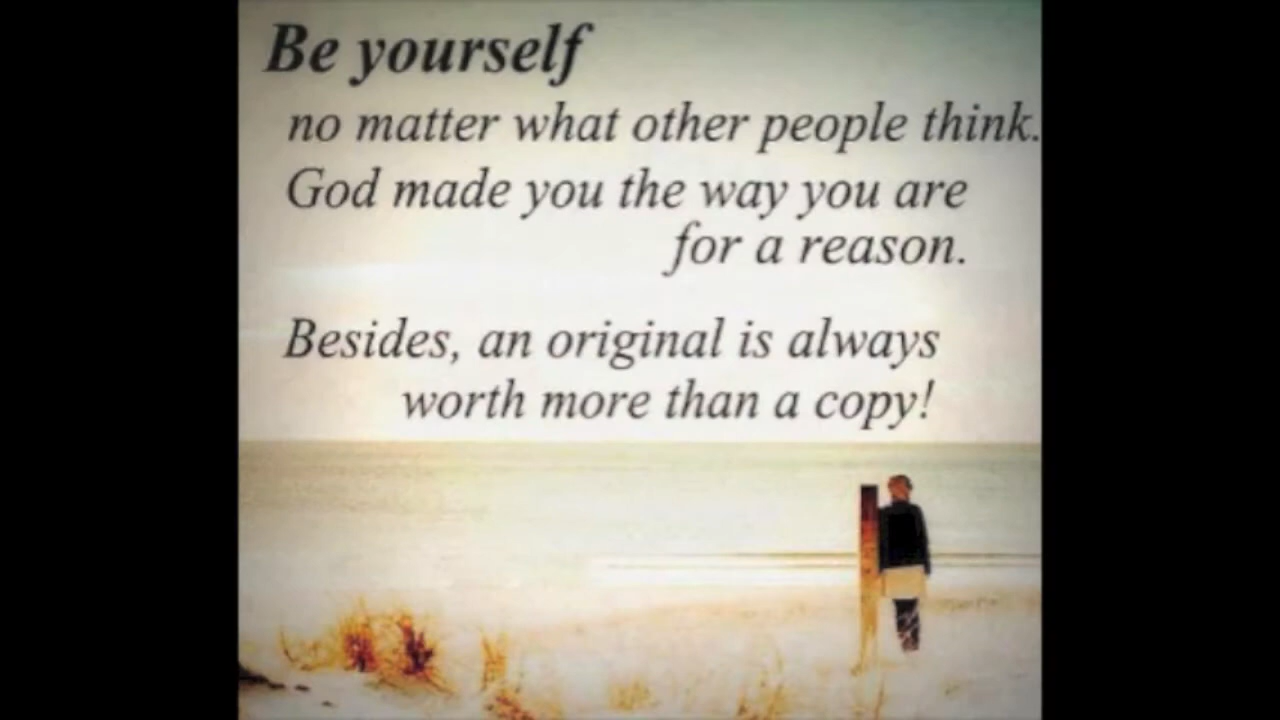 Be yourself
no matter what other people think.
God made you the way you are
for a reason.
Besides, an original is always
worth more than a copy!